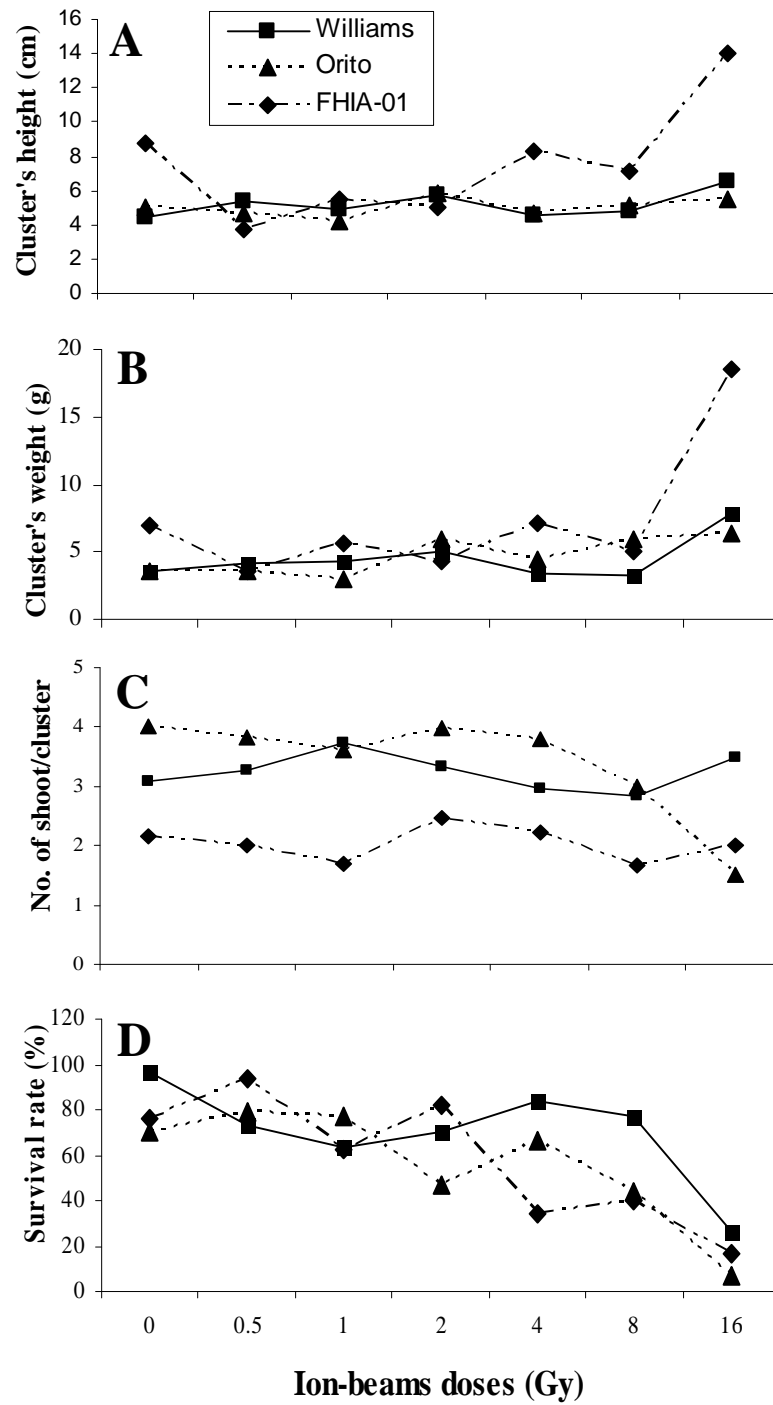 A
Williams
Orito
FHIA-01
Cluster's height (cm)
16
14
12
10
8
6
4
2
0
B
Cluster's weight (g)
20
15
10
5
0
C
No. of shoot/cluster
5
4
3
2
1
0
D
Survival rate (%)
120
100
80
60
40
20
0
0 0.5 1 2 4 8 16
Ion-beams doses (Gy)